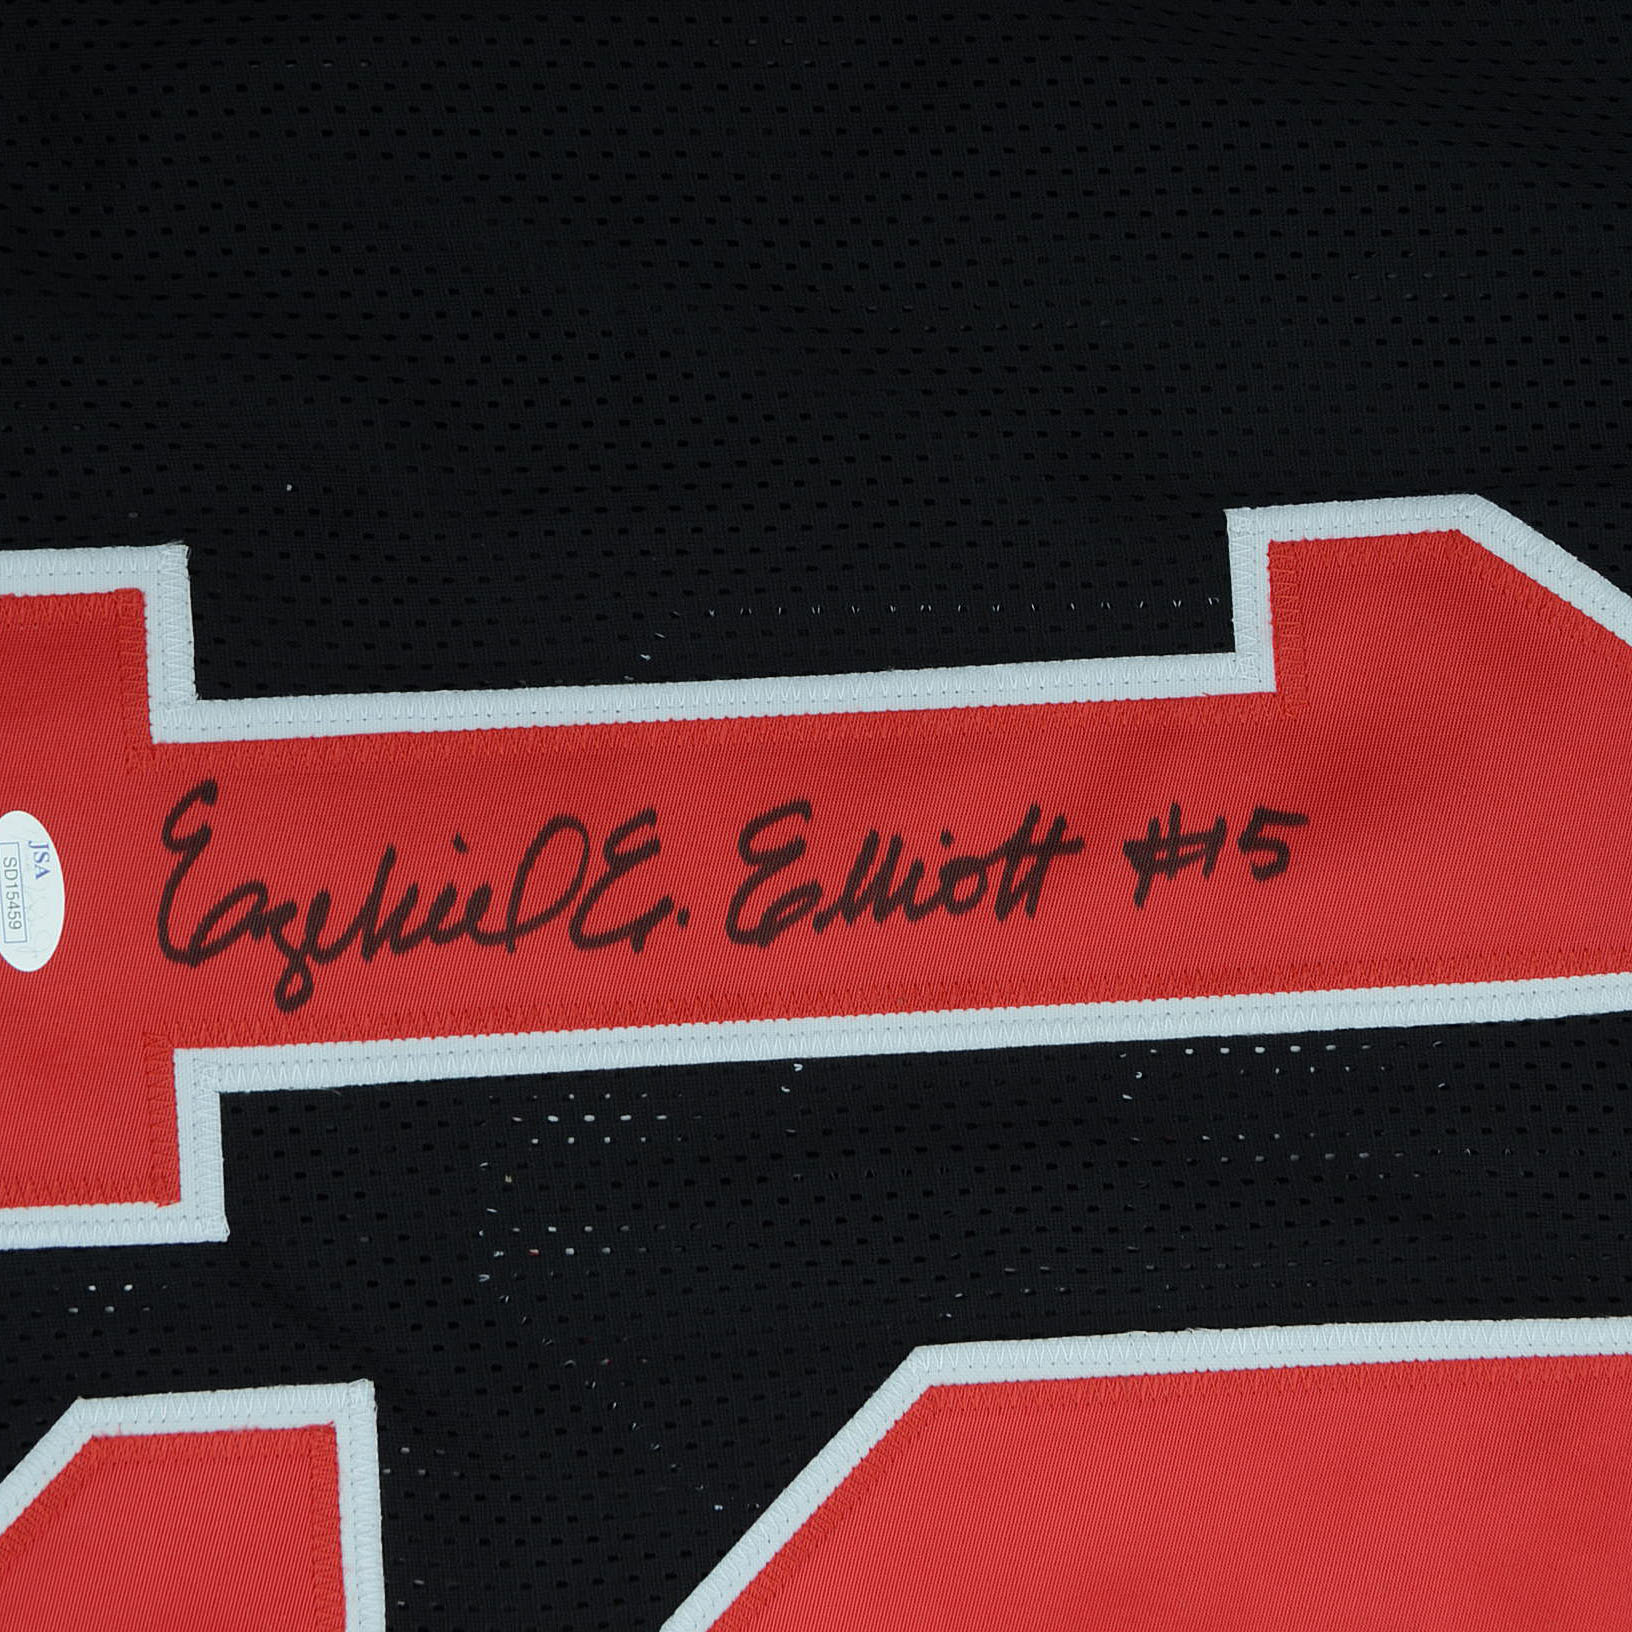 Ezekiel E. Elliott #15
JSA
SD15459